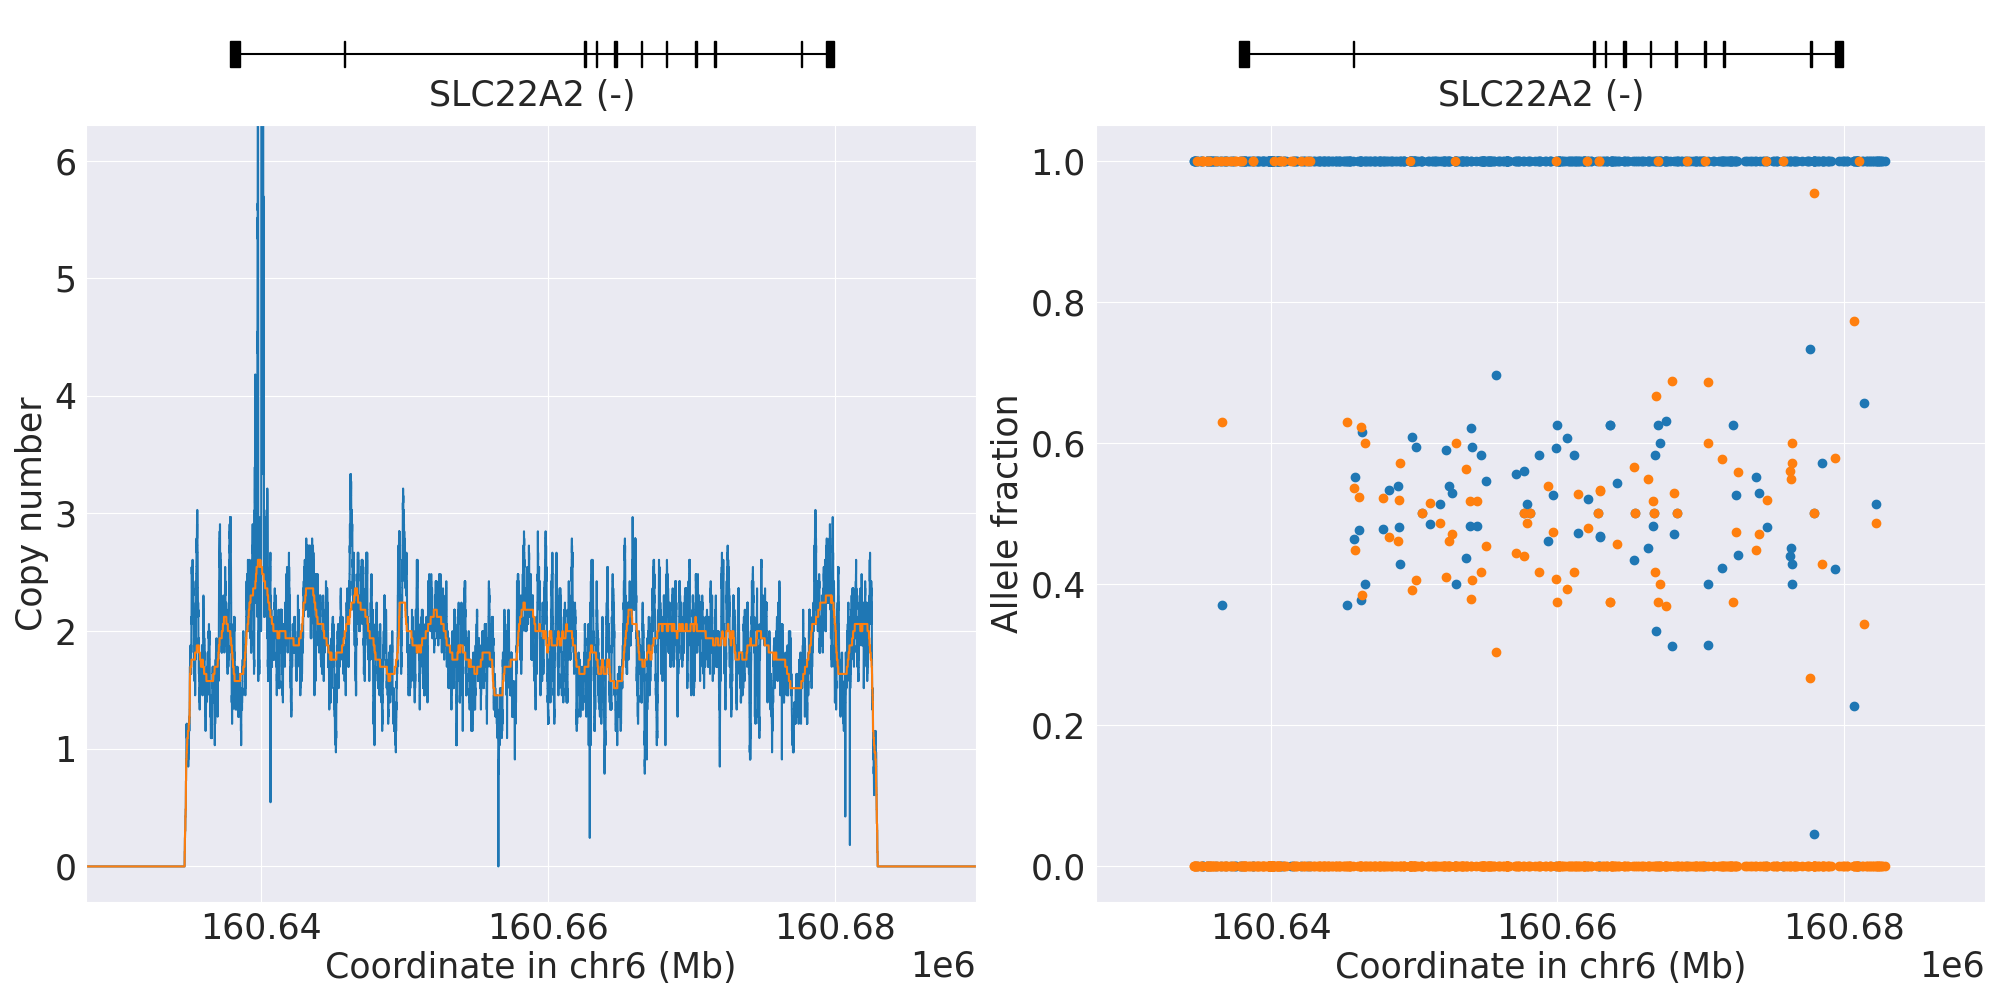 SLC22A2 (-)
Copy number
6
5
4
3
2
1
0
160.64
160.66
160.68
Coordinate in chr6 (Mb)
1e6
SLC22A2 (-)
Allele fraction
1.0
0.8
0.6
0.4
0.2
0.0
160.64
160.66
160.68
Coordinate in chr6 (Mb)
1e6